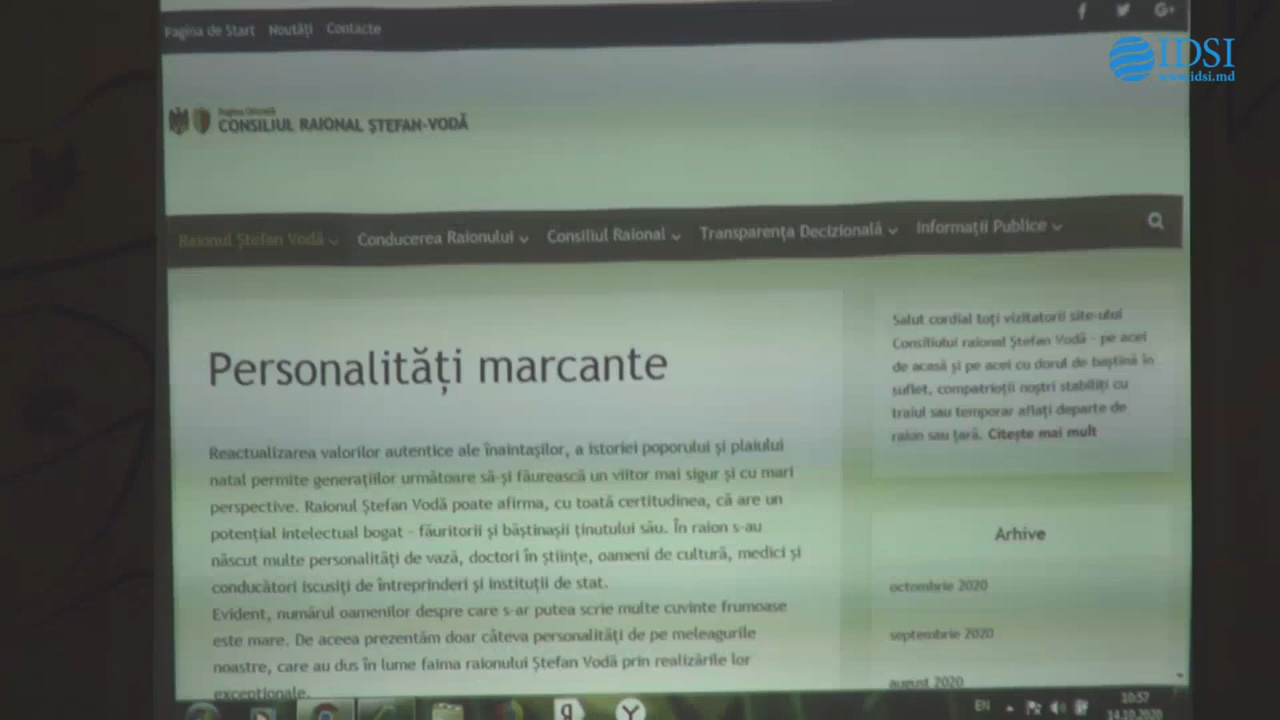 Pagina de Start Noutăți Contacte
IDSI
www.idsi.md
Pagina Oficială
CONSILIUL RAIONAL ȘTEFAN-VODĂ
Raionul Ștefan Vodă Conducerea Raionului Consiliul Raional Transparența Decizională Informații Publice
Personalități marcante
Reactualizarea valorilor autentice ale înaintașilor, a istoriei poporului și plaiului
natal permite generațiilor următoare să-și făurească un viitor mai sigur și cu mari
perspective. Raionul Ștefan Vodă poate afirma, cu toată certitudinea, că are un
potențial intelectual bogat - făuritorii și băștinașii ținutului său. În raion s-au
născut multe personalități de vază, doctori în științe, oameni de cultură, medici și
conducători iscusiți de întreprinderi și instituții de stat.
Evident, numărul oamenilor despre care s-ar putea scrie multe cuvinte frumoase
este mare. De aceea prezentăm doar câteva personalități de pe meleagurile
noastre, care au dus în lume faima raionului Ștefan Vodă prin realizările lor
excepționale.
Salut cordial toți vizitatorii site-ului
Consiliului raional Ștefan Vodă - pe acei
de acasă și pe acei cu dorul de baștină în
suflet, compatrioții noștri stabiliți cu
traiul sau temporar aflați departe de
raion sau țară. Citește mai mult
Arhive
octombrie 2020
septembrie 2020
august 2020
EN
10:57
14.10.2020